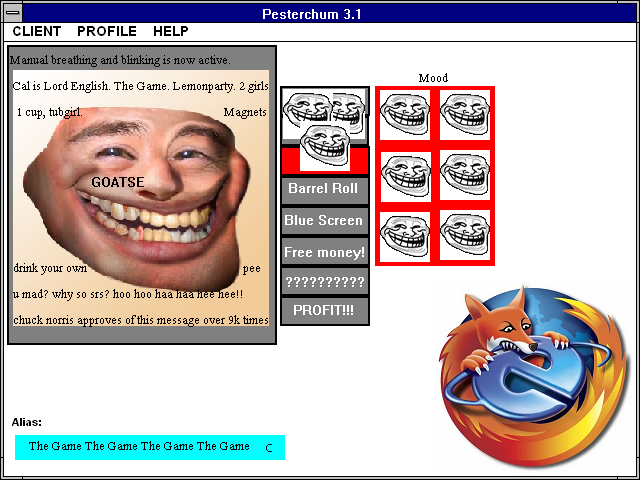 Pesterchum 3.1
CLIENT PROFILE HELP
Manual breathing and blinking is now active.
Cal is Lord English. The Game. Lemonparty. 2 girls
1 cup, tubgirl. Magnets
GOATSE
drink your own pee
u mad? why so srs? hoo hoo haa haa hee hee!!
chuck norris approves of this message over 9k times
Barrel Roll
Blue Screen
Free money!
??????????
PROFIT!!!
Mood
Alias:
The Game The Game The Game The Game C